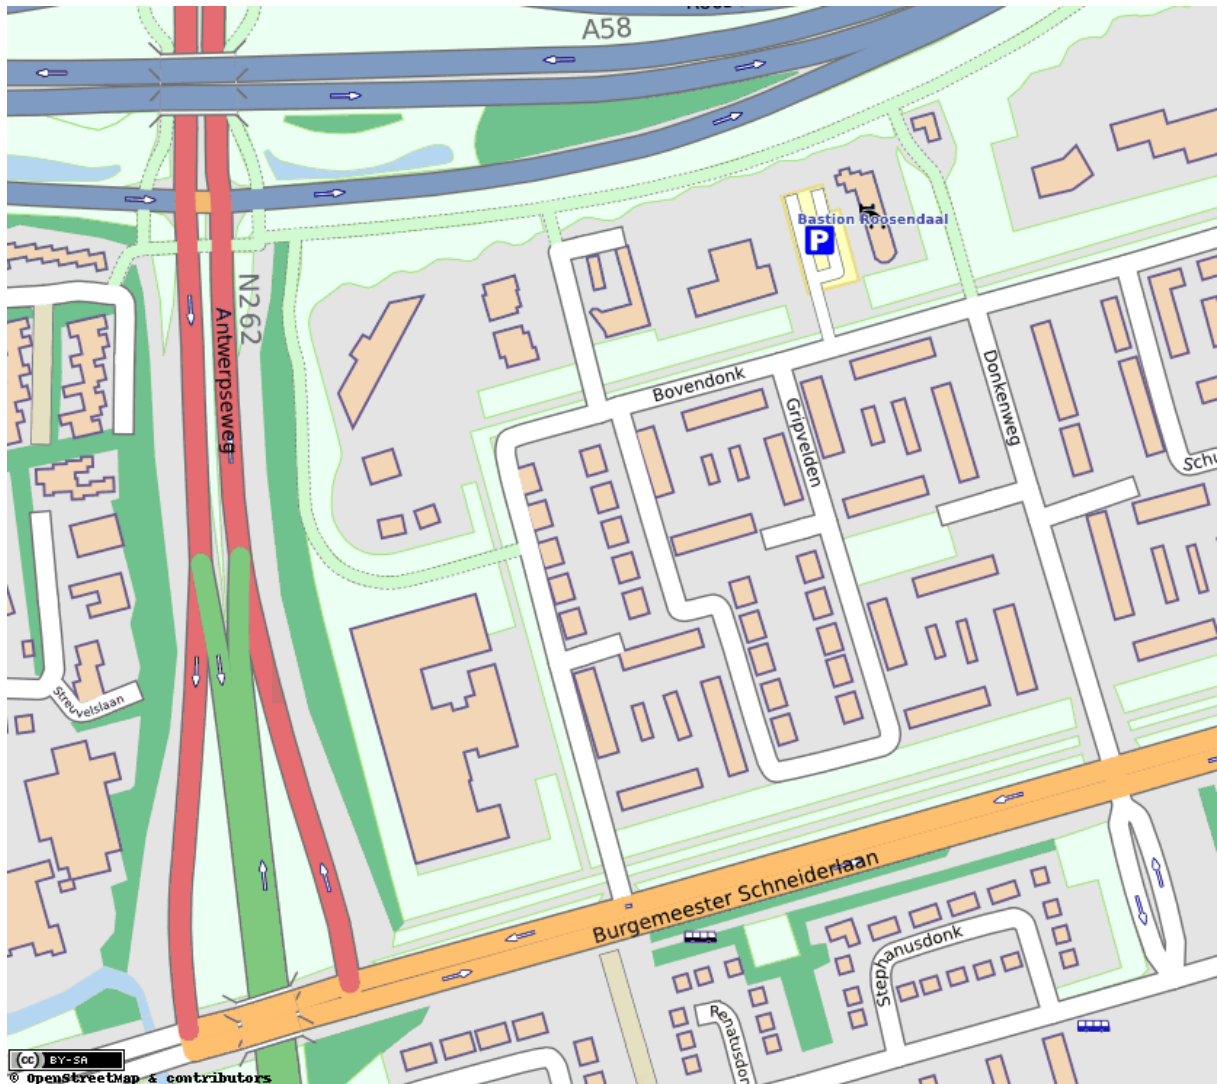 A58
Bastion Roosendaal
P
N262
Antwerpseweg
Bovendonk
Gripvelden
Donkenweg
Streuvelslaan
Burgemeester Schneiderlaan
Stephanusdonk
Renatusdon
Schu
cc BY-SA
© OpenStreetMap & contributors